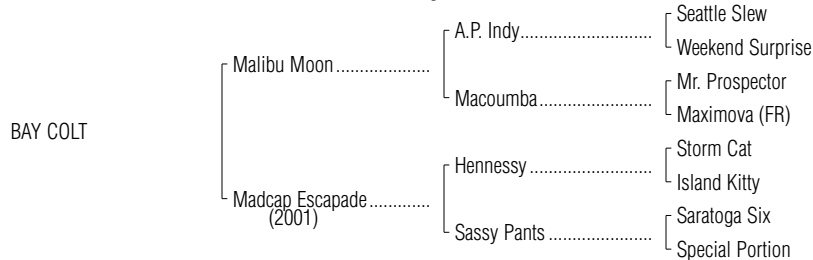 Seattle Slew
A.P. Indy............................
Weekend Surprise
Malibu Moon....................
Mr. Prospector
Macoumba........................
Maximova (FR)
BAY COLT
Storm Cat
Hennessy..........................
Island Kitty
Madcap Escapade.............
(2001)
Saratoga Six
Sassy Pants......................
Special Portion